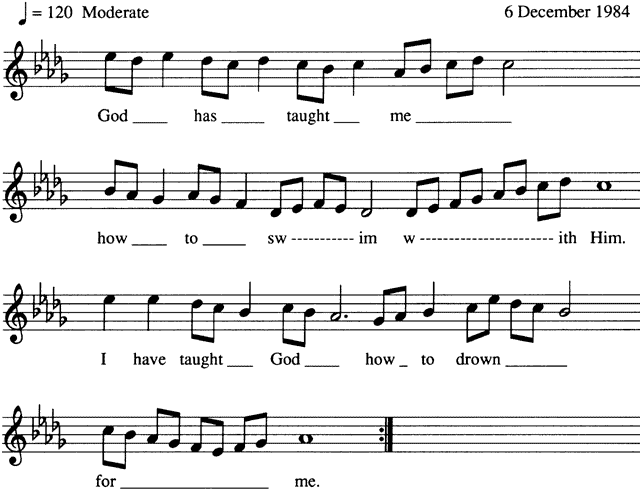 ♩ = 120 Moderate 6 December 1984
God ____ has _____ taught ___ me ___________
how ____ to _____ sw ----------- im w ------------------------ ith Him.
I have taught ___ God ____ how _ to drown _______
for _________________ me.